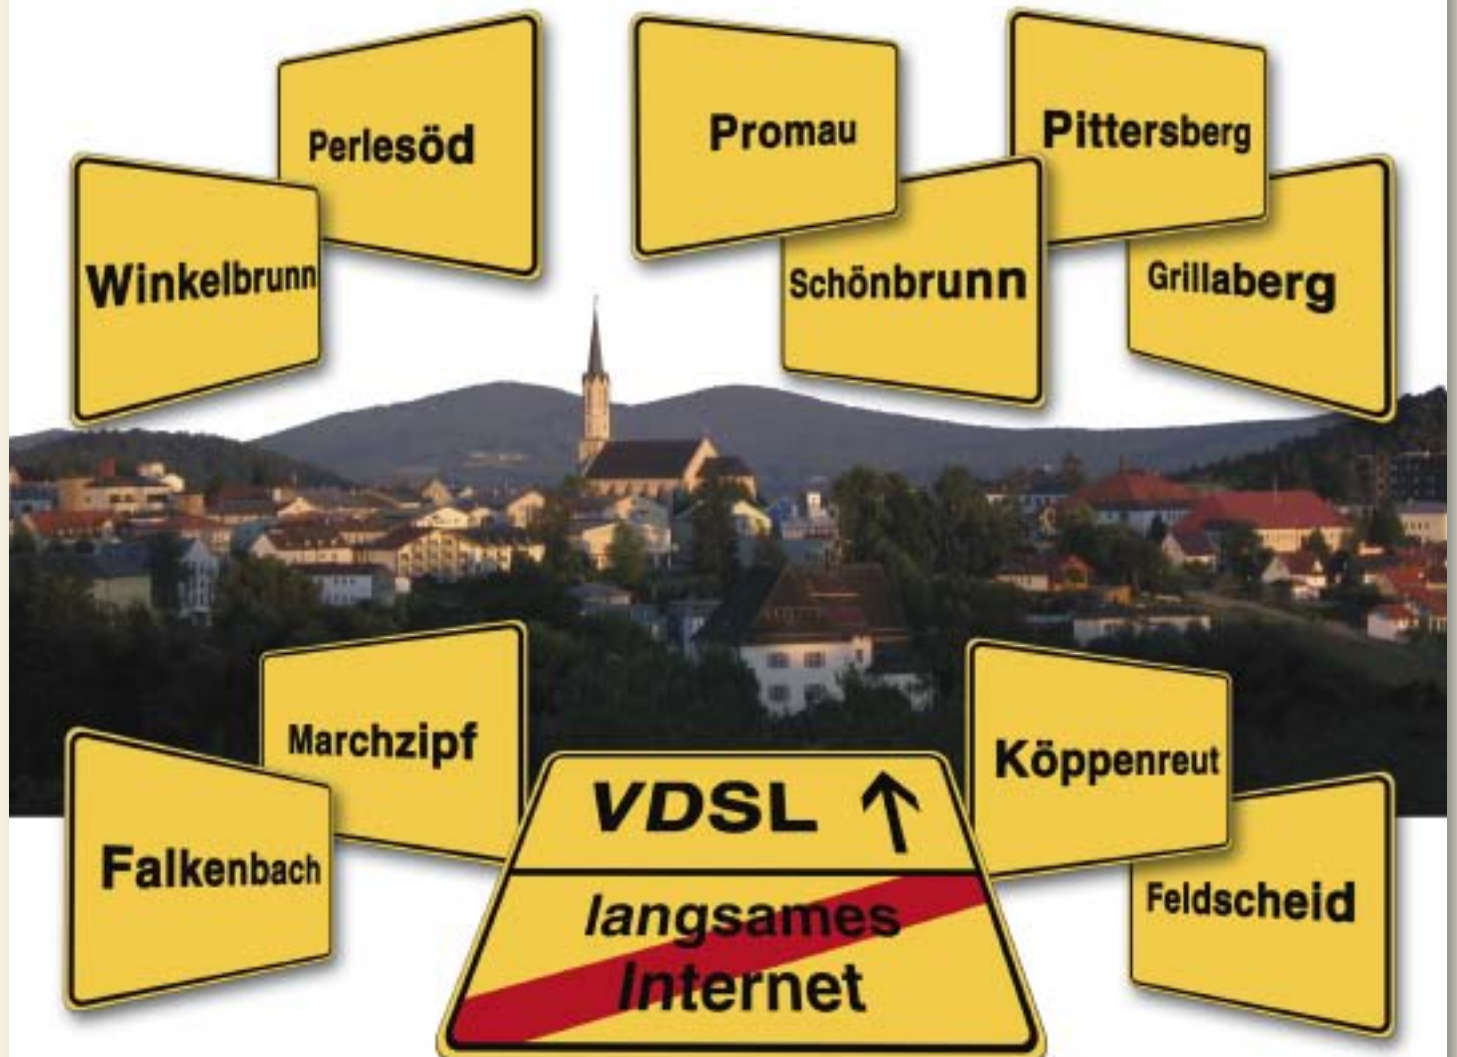 Perlesöd
Promau
Pittersberg
Winkelbrunn
Schönbrunn
Grillaberg
Marchzipf
Köppenreut
Falkenbach
Feldscheid
VDSL ↑
langsames
Internet